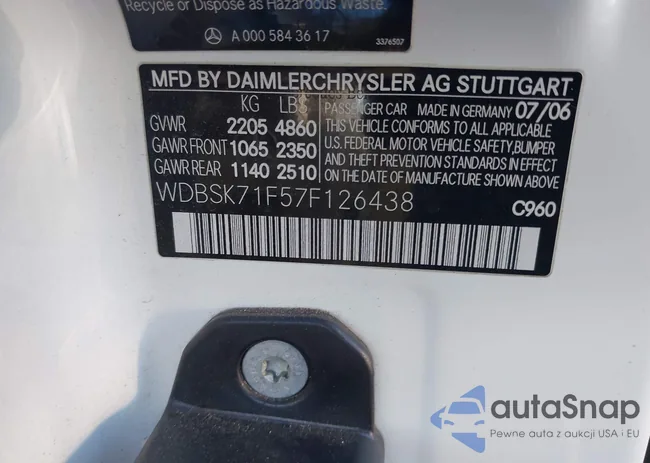 Recycle or Dispose as Hazardous Waste.
A 000 584 36 17
3376507
MFD BY DAIMLERCHRYSLER AG STUTTGART
KG LBS
PASSENGER CAR MADE IN GERMANY 07/06
GVWR 2205 4860 THIS VEHICLE CONFORMS TO ALL APPLICABLE
GAWR FRONT 1065 2350 U.S. FEDERAL MOTOR VEHICLE SAFETY, BUMPER
GAWR REAR 1140 2510 AND THEFT PREVENTION STANDARDS IN EFFECT
ON THE DATE OF MANUFACTURE SHOWN ABOVE.
WDBSK71F57F126438
C960
autoSnap
Pewne auta z aukcji USA i EU